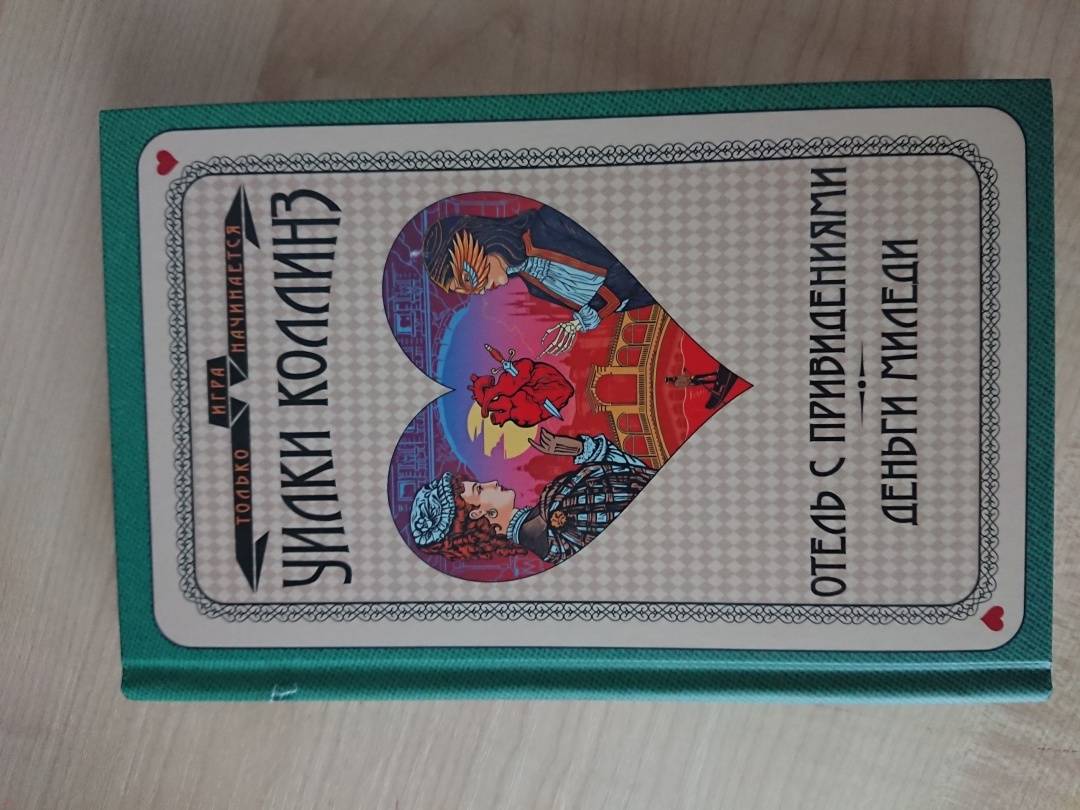 ИГРА
ТОЛЬКО НАЧИНАЕТСЯ
УИЛКИ КОЛЛИНЗ
ОТЕЛЬ С ПРИВИДЕНИЯМИ
ДЕНЬГИ МИЛЕДИ